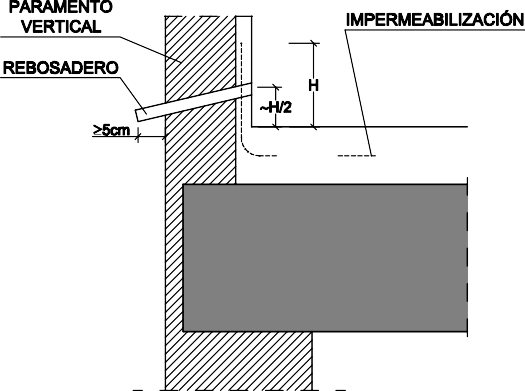 PARAMENTO
VERTICAL
IMPERMEABILIZACIÓN
REBOSADERO
H
~H/2
≥5cm